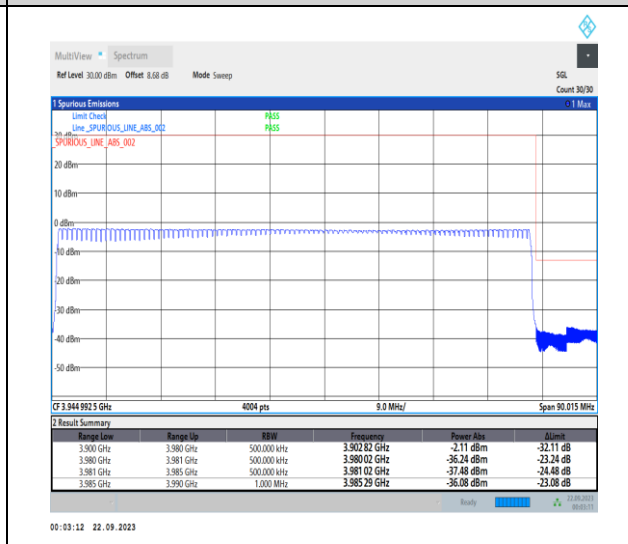 MultiView Spectrum
Ref Level 30.00 dBm Offset 8.68 dB Mode Sweep SGL
Count 30/30
1 Spurious Emissions 1 Max
Limit Check PASS
Line _SPURIOUS_LINE_ABS_002 PASS
_SPURIOUS_LINE_ABS_002
20 dBm
10 dBm
0 dBm
-10 dBm
-20 dBm
-30 dBm
-40 dBm
-50 dBm
CF 3.944 992 5 GHz 4004 pts 9.0 MHz/ Span 90.015 MHz
2 Result Summary
Range Low Range Up RBW Frequency Power Abs ΔLimit
3.900 GHz 3.980 GHz 500.000 kHz 3.902 82 GHz -2.11 dBm -32.11 dB
3.980 GHz 3.981 GHz 500.000 kHz 3.980 02 GHz -36.24 dBm -23.24 dB
3.981 GHz 3.985 GHz 500.000 kHz 3.981 02 GHz -37.48 dBm -24.48 dB
3.985 GHz 3.990 GHz 1.000 MHz 3.985 29 GHz -36.08 dBm -23.08 dB
Ready 22.09.2023
00:03:11
00:03:12 22.09.2023